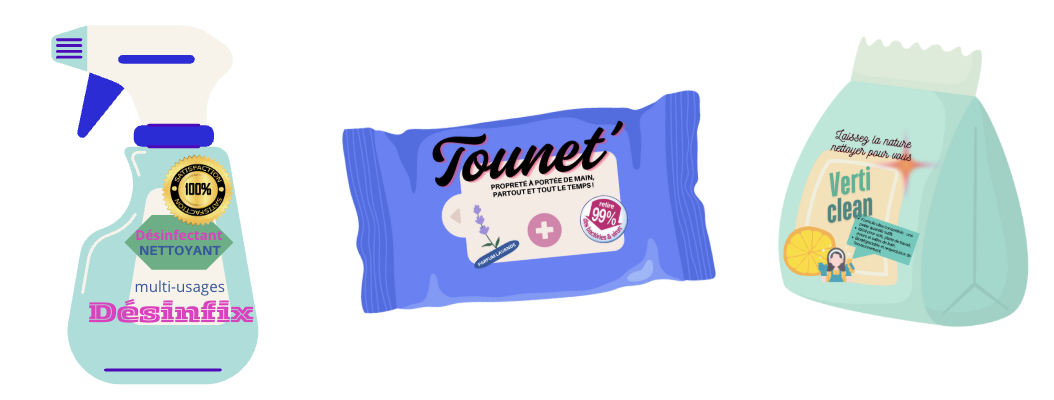 SATISFACTION
100%
SATISFACTION
Désinfectant
NETTOYANT
multi-usages
Désinfix
Tounet'
PROPRETÉ À PORTÉE DE MAIN,
PARTOUT ET TOUT LE TEMPS !
PARFUM LAVANDE
retire
99%
bactéries & virus
Laissez la nature
nettoyer pour vous
Verti
clean